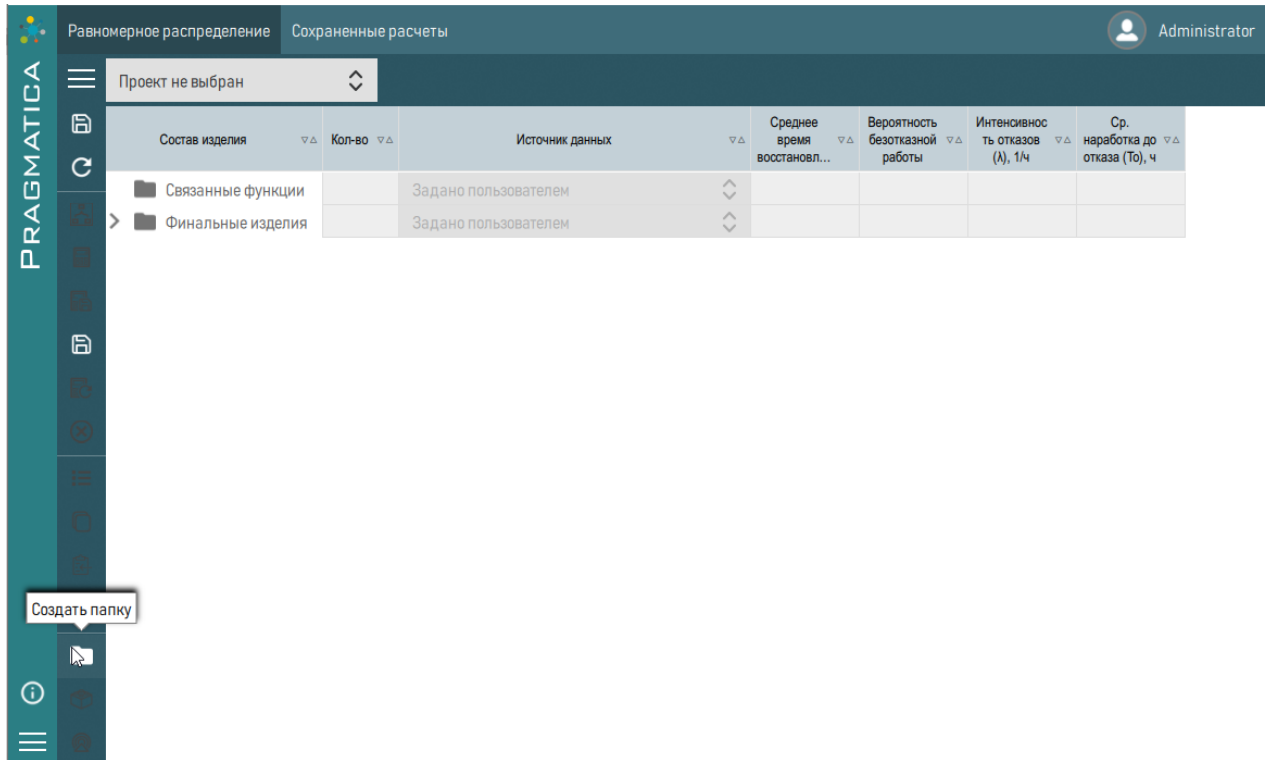 Равномерное распределение Сохраненные расчеты Administrator
PRAGMATICA
Проект не выбран
Состав изделия Кол-во Источник данных Среднее время восстановл... Вероятность безотказной работы Интенсивнос ть отказов (λ), 1/ч Ср. наработка до отказа (To), ч
Связанные функции Задано пользователем
Финальные изделия Задано пользователем
Создать папку